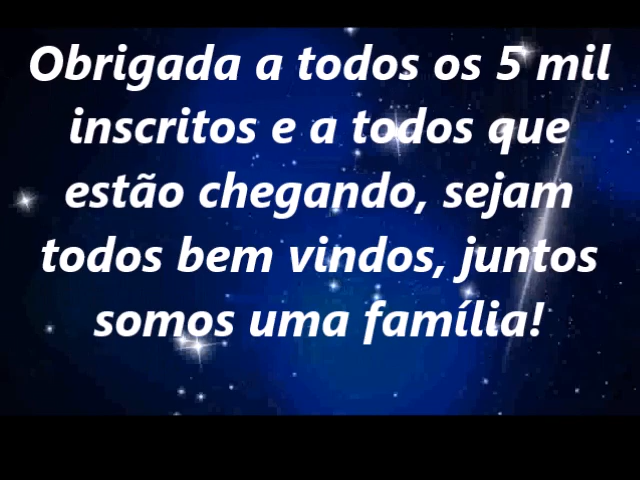 Obrigada a todos os 5 mil
inscritos e a todos que
estão chegando, sejam
todos bem vindos, juntos
somos uma família!